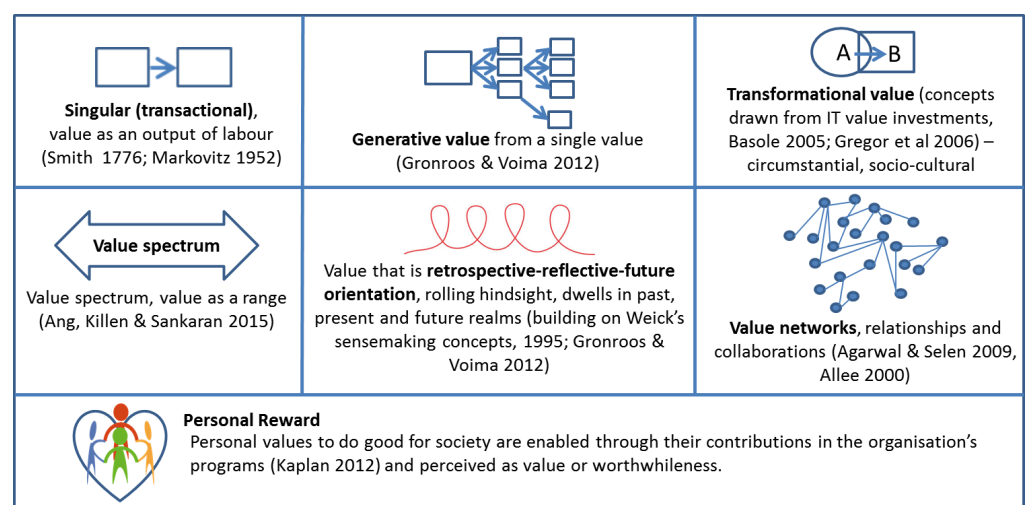 Singular (transactional),
value as an output of labour
(Smith 1776; Markovitz 1952)
Generative value from a single value
(Gronroos & Voima 2012)
A B
Transformational value (concepts
drawn from IT value investments,
Basole 2005; Gregor et al 2006) –
circumstantial, socio-cultural
Value spectrum
Value spectrum, value as a range
(Ang, Killen & Sankaran 2015)
Value that is retrospective-reflective-future
orientation, rolling hindsight, dwells in past,
present and future realms (building on Weick's
sensemaking concepts, 1995; Gronroos &
Voima 2012)
Value networks, relationships and
collaborations (Agarwal & Selen 2009,
Allee 2000)
Personal Reward
Personal values to do good for society are enabled through their contributions in the organisation's
programs (Kaplan 2012) and perceived as value or worthwhileness.